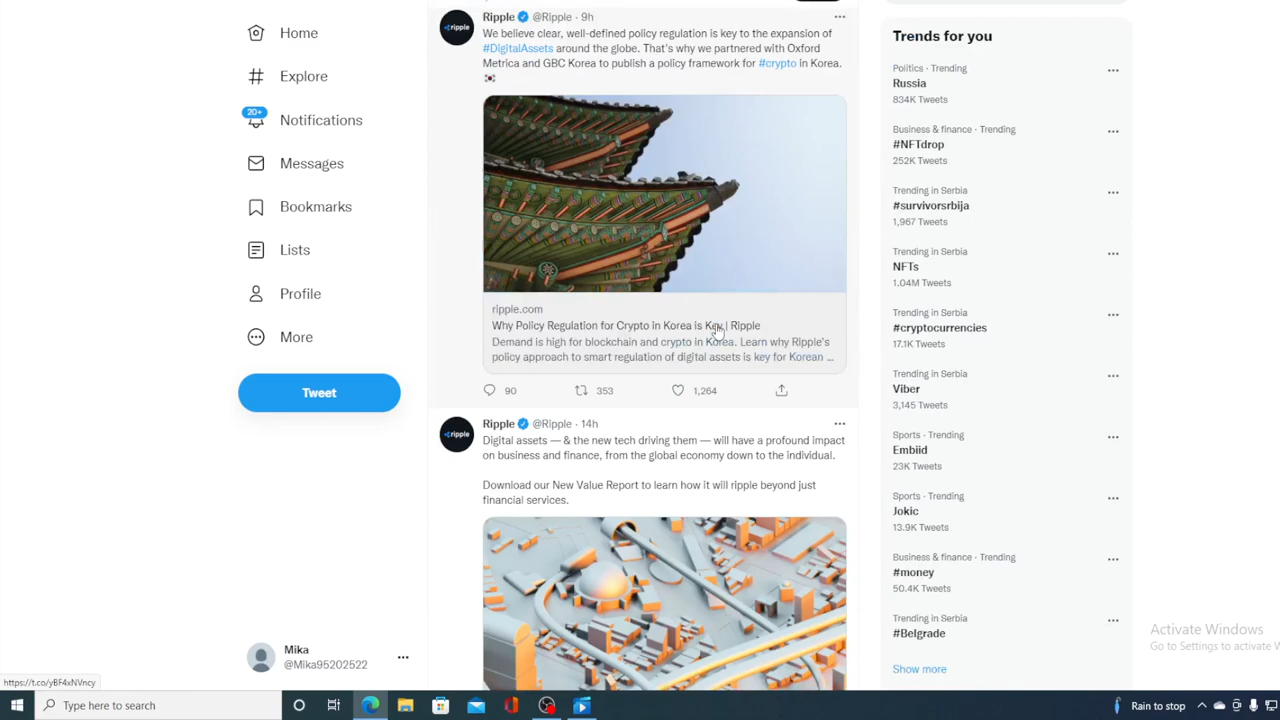 Home
Explore
20+
Notifications
Messages
Bookmarks
Lists
Profile
More
Tweet
Mika
@Mika95202522
ripple
Ripple @Ripple · 9h
We believe clear, well-defined policy regulation is key to the expansion of
#DigitalAssets around the globe. That's why we partnered with Oxford
Metrica and GBC Korea to publish a policy framework for #crypto in Korea.
ripple.com
Why Policy Regulation for Crypto in Korea is Key | Ripple
Demand is high for blockchain and crypto in Korea. Learn why Ripple's
policy approach to smart regulation of digital assets is key for Korean ...
90 353 1,264
ripple
Ripple @Ripple · 14h
Digital assets — & the new tech driving them — will have a profound impact
on business and finance, from the global economy down to the individual.
Download our New Value Report to learn how it will ripple beyond just
financial services.
Trends for you
Politics · Trending
Russia
834K Tweets
Business & finance · Trending
#NFTdrop
252K Tweets
Trending in Serbia
#survivorsrbija
1,967 Tweets
Trending in Serbia
NFTs
1.04M Tweets
Trending in Serbia
#cryptocurrencies
17.1K Tweets
Trending in Serbia
Viber
3,145 Tweets
Sports · Trending
Embiid
23K Tweets
Sports · Trending
Jokic
13.9K Tweets
Business & finance · Trending
#money
50.4K Tweets
Trending in Serbia
#Belgrade
Show more
Activate Windows
Go to Settings to activate W
https://t.co/yBF4xNVncy
Type here to search
Rain to stop